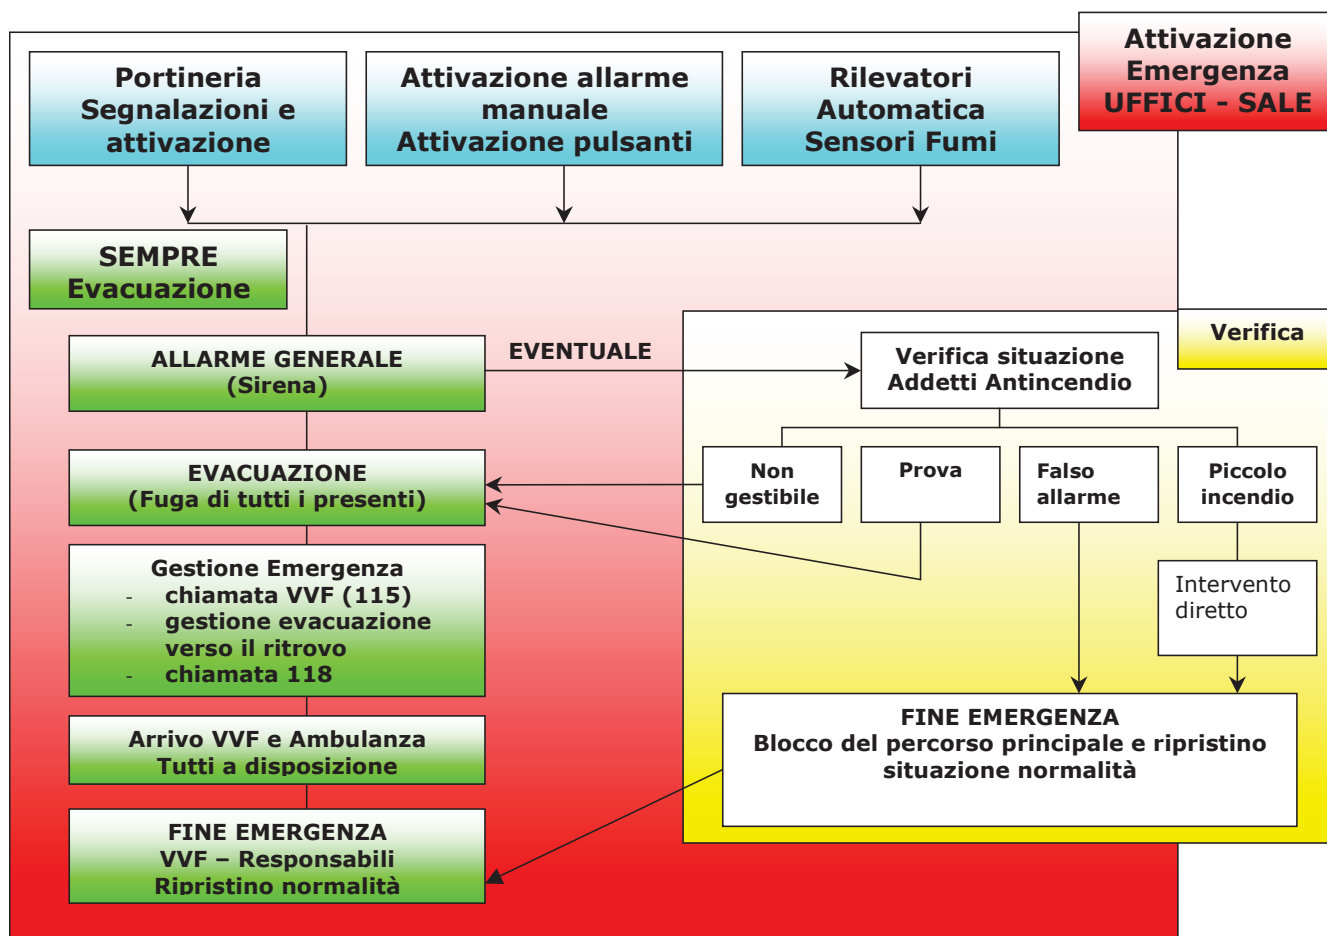 Attivazione
Emergenza
UFFICI - SALE
Portineria
Segnalazioni e
attivazione
Attivazione allarme
manuale
Attivazione pulsanti
Rilevatori
Automatica
Sensori Fumi
SEMPRE
Evacuazione
Verifica
ALLARME GENERALE
(Sirena)
EVENTUALE
Verifica situazione
Addetti Antincendio
EVACUAZIONE
(Fuga di tutti i presenti)
Non
gestibile
Prova
Falso
allarme
Piccolo
incendio
Gestione Emergenza
- chiamata VVF (115)
- gestione evacuazione
verso il ritrovo
- chiamata 118
Intervento
diretto
Arrivo VVF e Ambulanza
Tutti a disposizione
FINE EMERGENZA
Blocco del percorso principale e ripristino
situazione normalità
FINE EMERGENZA
VVF – Responsabili
Ripristino normalità